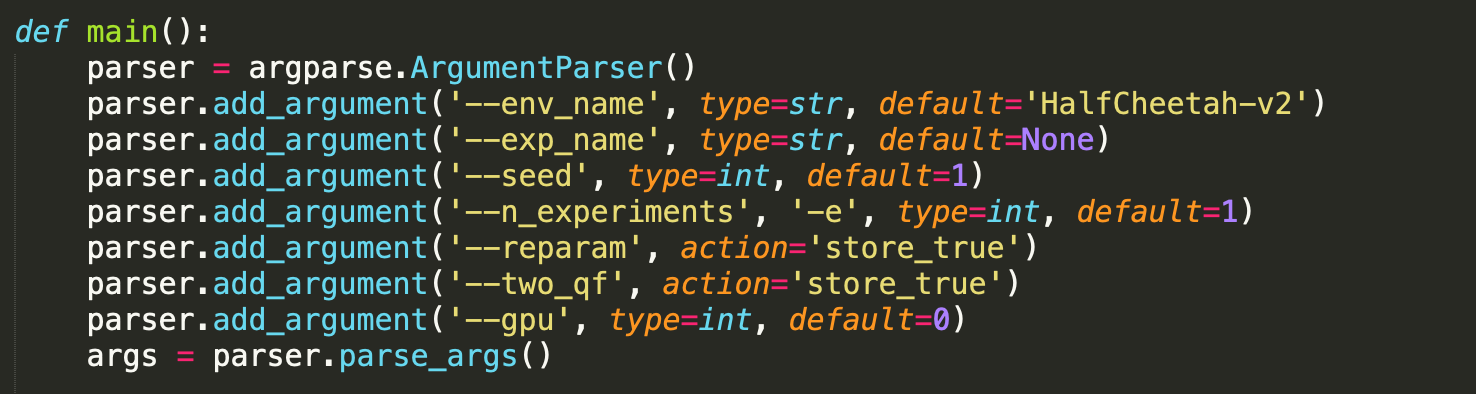 def main():
    parser = argparse.ArgumentParser()
    parser.add_argument('--env_name', type=str, default='HalfCheetah-v2')
    parser.add_argument('--exp_name', type=str, default=None)
    parser.add_argument('--seed', type=int, default=1)
    parser.add_argument('--n_experiments', '-e', type=int, default=1)
    parser.add_argument('--reparam', action='store_true')
    parser.add_argument('--two_qf', action='store_true')
    parser.add_argument('--gpu', type=int, default=0)
    args = parser.parse_args()